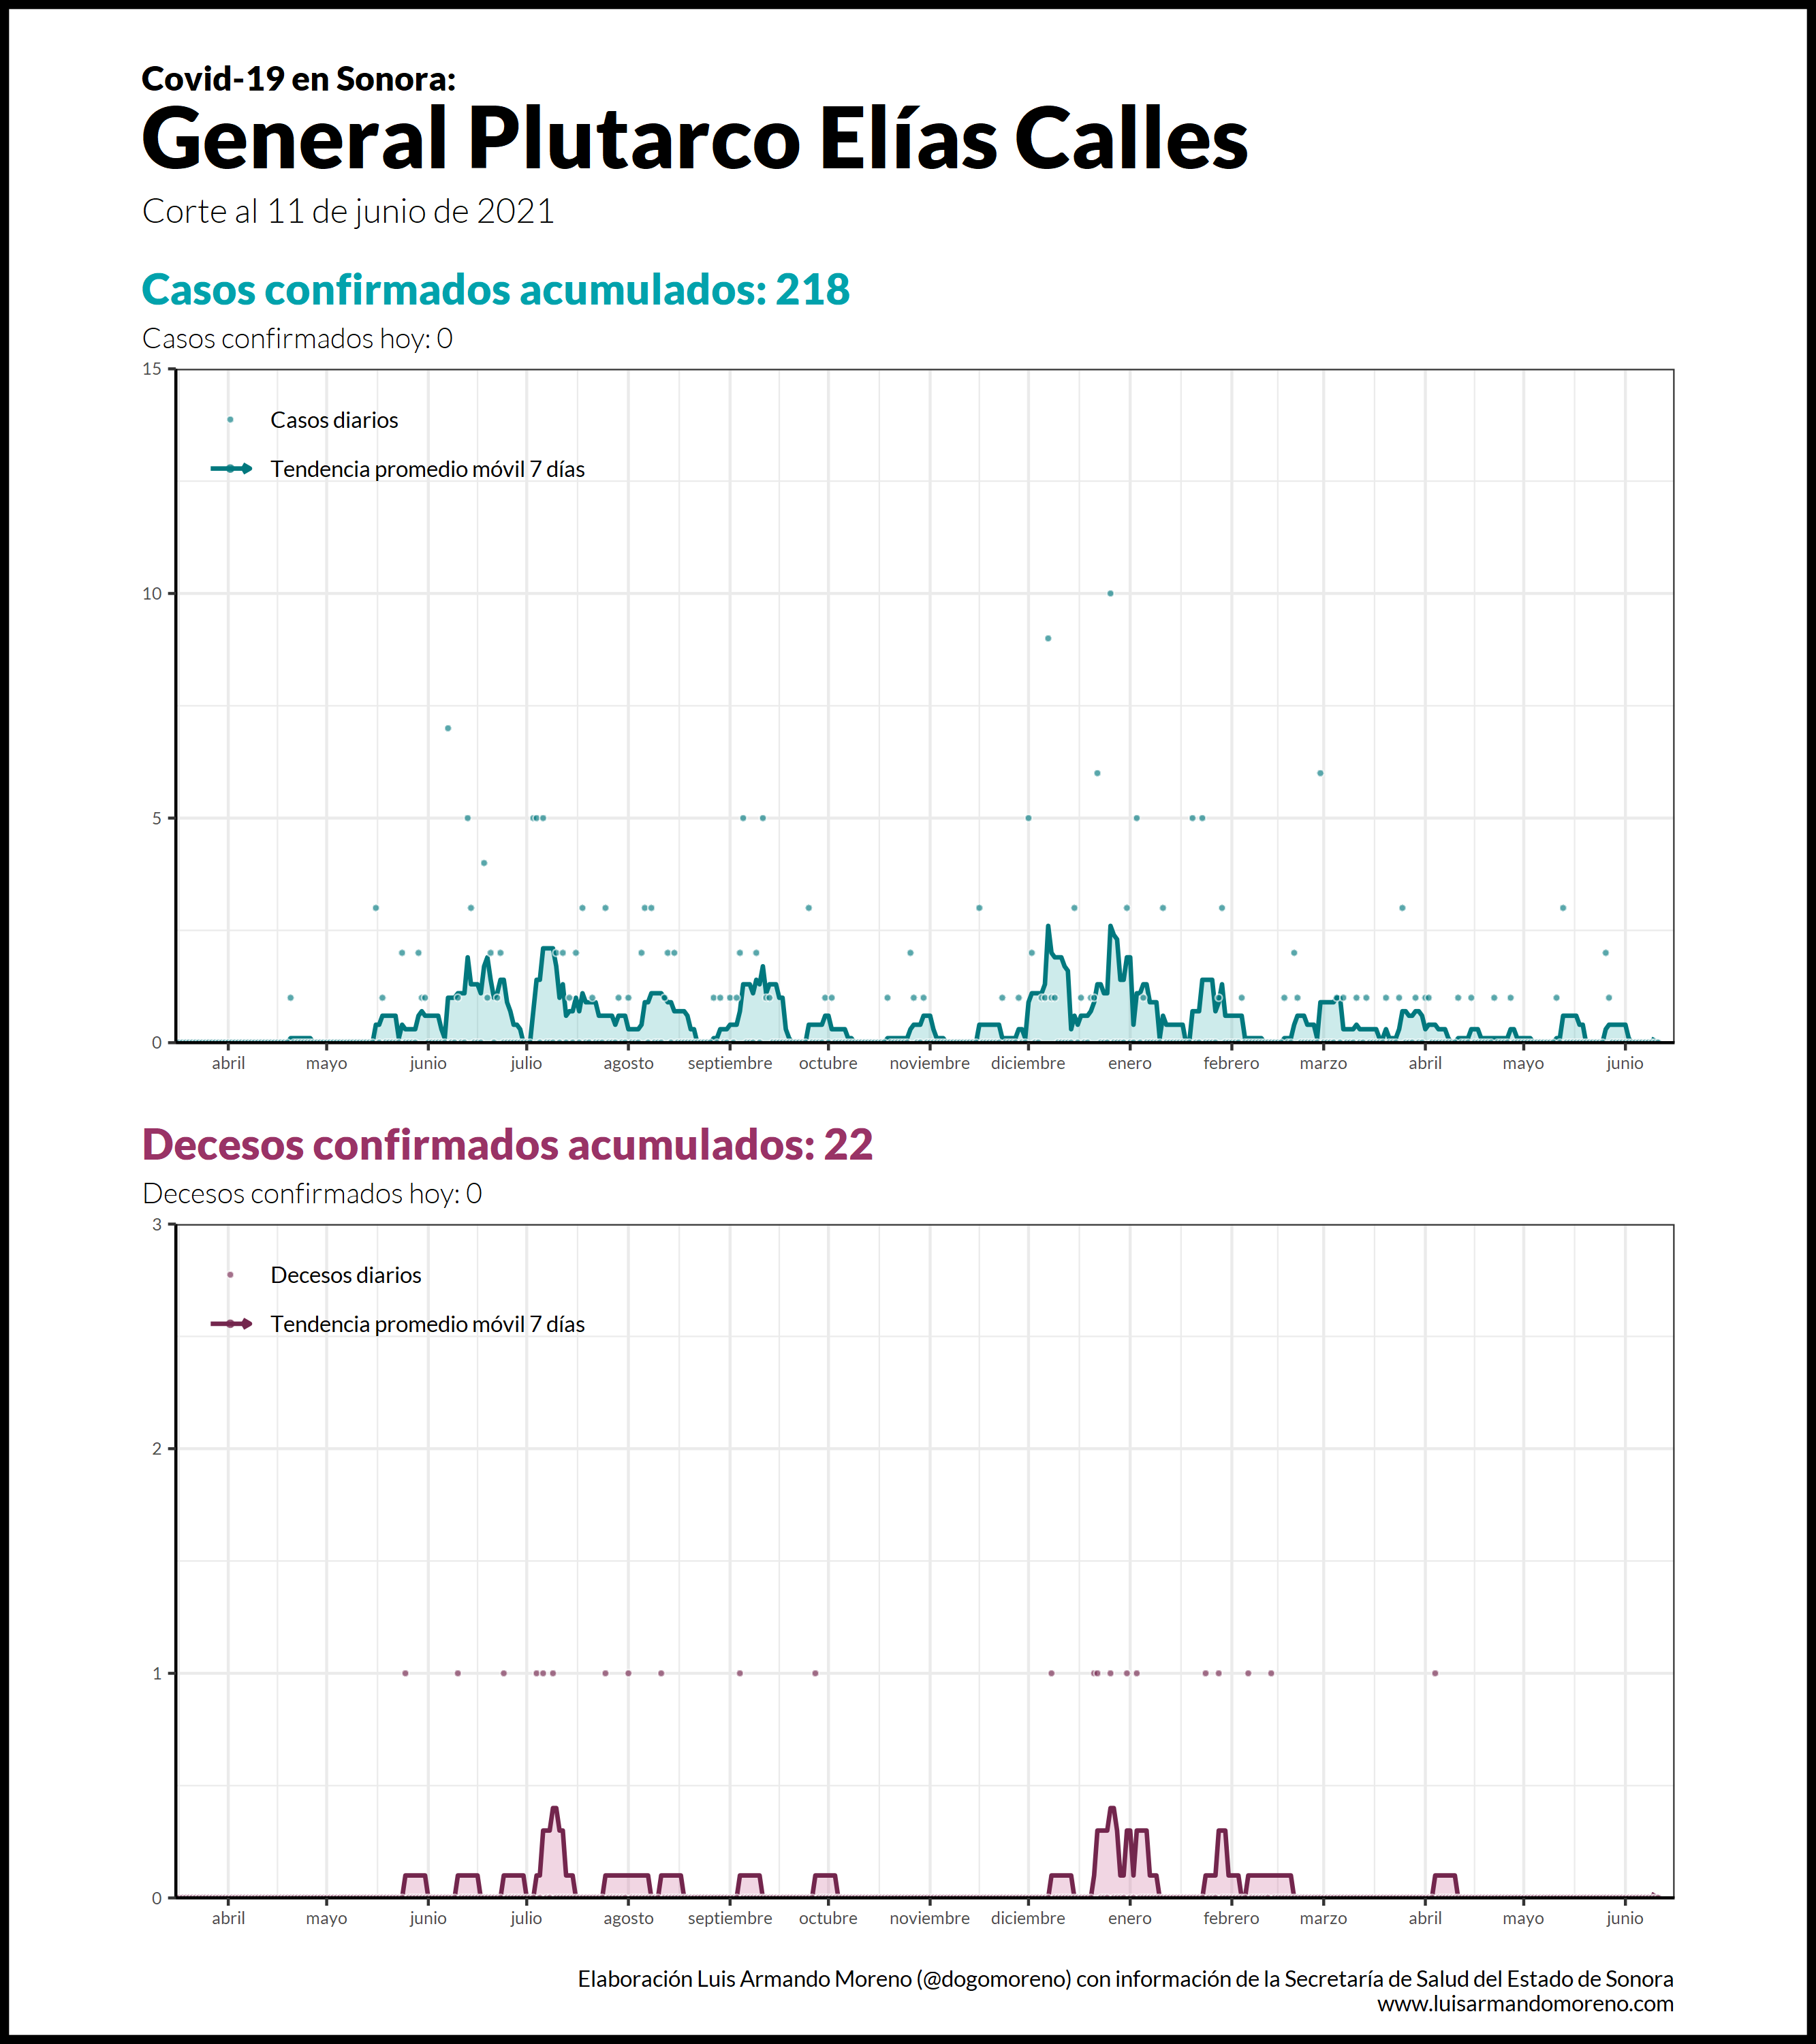 Covid-19 en Sonora:
General Plutarco Elías Calles
Corte al 11 de junio de 2021
Casos confirmados acumulados: 218
Casos confirmados hoy: 0
15
Casos diarios
Tendencia promedio móvil 7 días
10
5
0
abril mayo junio julio agosto septiembre octubre noviembre diciembre enero febrero marzo abril mayo junio
Decesos confirmados acumulados: 22
Decesos confirmados hoy: 0
3
Decesos diarios
Tendencia promedio móvil 7 días
2
1
0
abril mayo junio julio agosto septiembre octubre noviembre diciembre enero febrero marzo abril mayo junio
Elaboración Luis Armando Moreno (@dogomoreno) con información de la Secretaría de Salud del Estado de Sonora
www.luisarmandomoreno.com